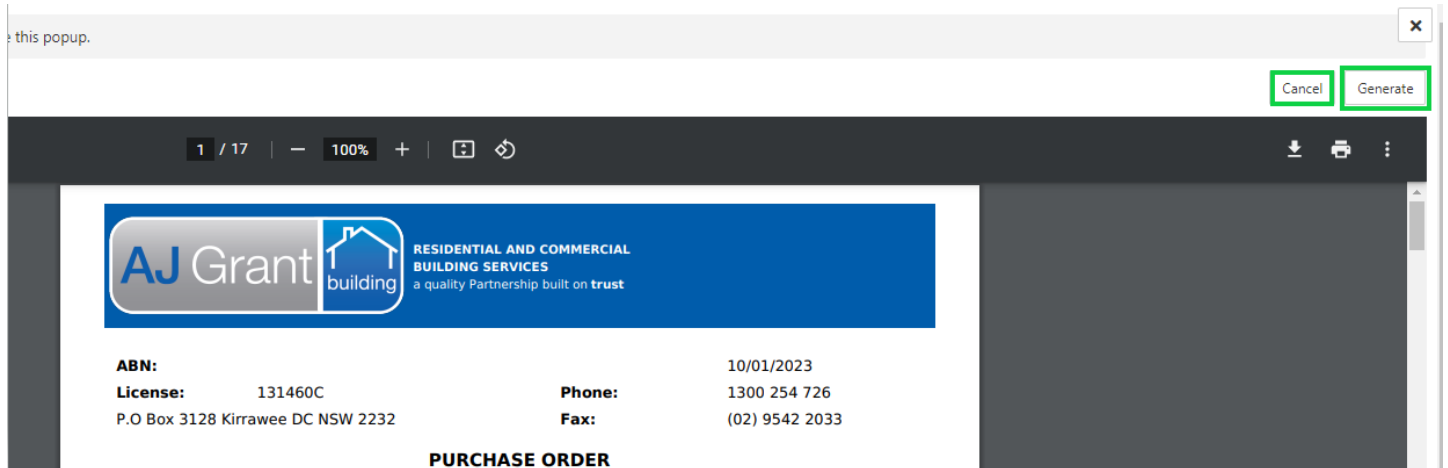 this popup.
Cancel Generate
1 / 17 100%
AJ Grant building
RESIDENTIAL AND COMMERCIAL
BUILDING SERVICES
a quality Partnership built on trust
ABN: 10/01/2023
License: 131460C Phone: 1300 254 726
P.O Box 3128 Kirrawee DC NSW 2232 Fax: (02) 9542 2033
PURCHASE ORDER